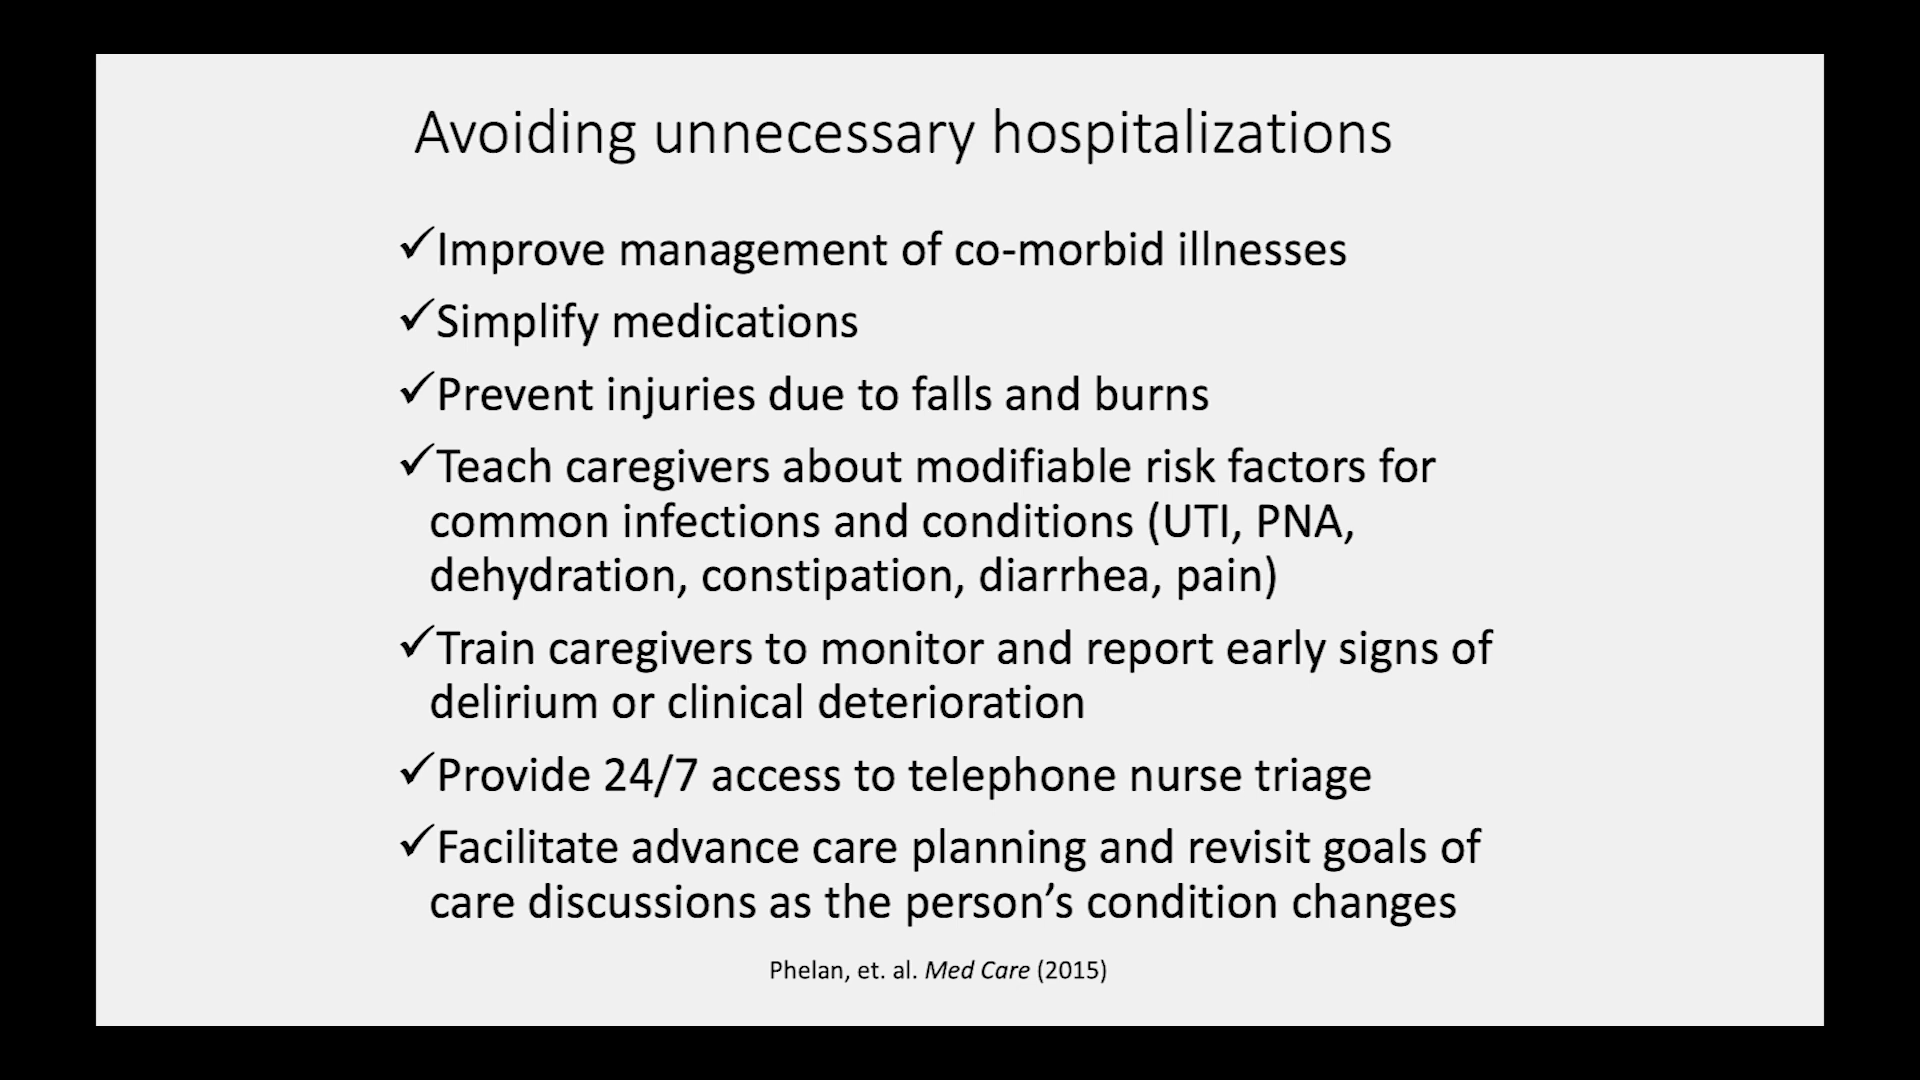 Avoiding unnecessary hospitalizations
✓Improve management of co-morbid illnesses
✓Simplify medications
✓Prevent injuries due to falls and burns
✓Teach caregivers about modifiable risk factors for
common infections and conditions (UTI, PNA,
dehydration, constipation, diarrhea, pain)
✓Train caregivers to monitor and report early signs of
delirium or clinical deterioration
✓Provide 24/7 access to telephone nurse triage
✓Facilitate advance care planning and revisit goals of
care discussions as the person’s condition changes
Phelan, et. al. Med Care (2015)